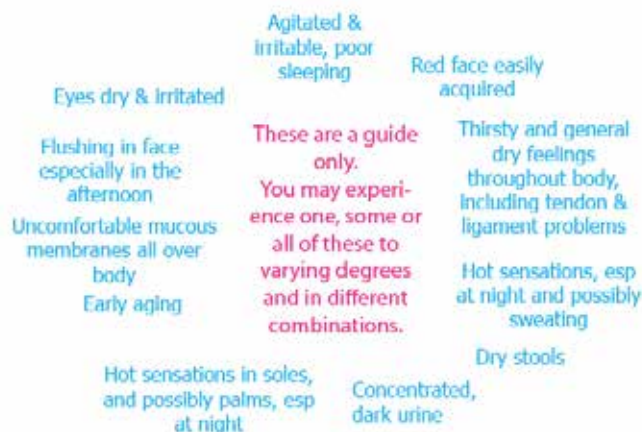 Agitated &
irritable, poor
sleeping
Red face easily
acquired
Eyes dry & irritated
Flushing in face
especially in the
afternoon
These are a guide
only.
You may experi-
ence one, some or
all of these to
varying degrees
and in different
combinations.
Thirsty and general
dry feelings
throughout body,
including tendon &
ligament problems
Uncomfortable mucous
membranes all over
body
Early aging
Hot sensations, esp
at night and possibly
sweating
Dry stools
Hot sensations in soles,
and possibly palms, esp
at night
Concentrated,
dark urine